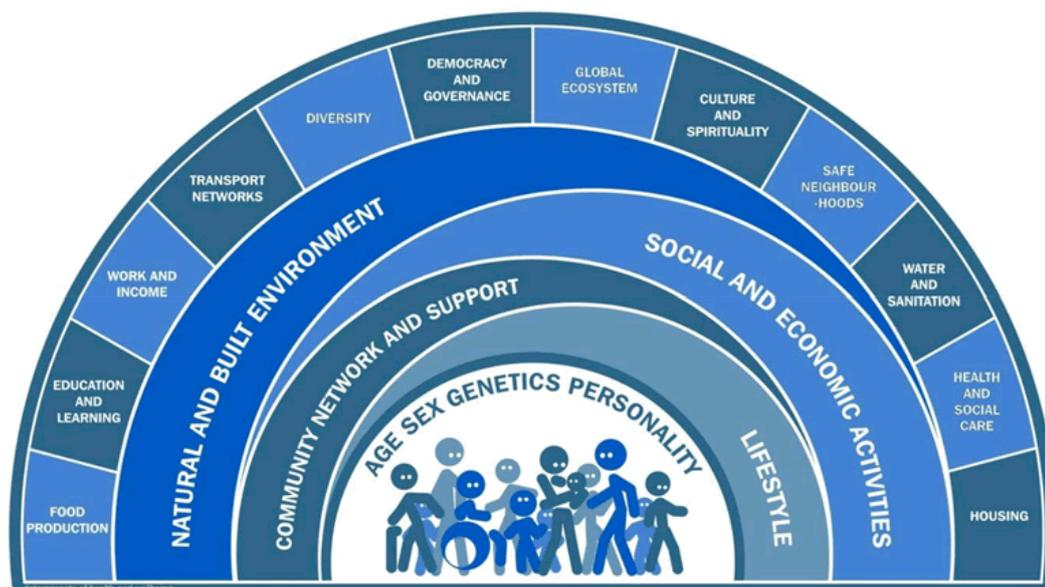 FOOD
PRODUCTION
EDUCATION
AND
LEARNING
WORK AND
INCOME
TRANSPORT
NETWORKS
DIVERSITY
DEMOCRACY
AND
GOVERNANCE
GLOBAL
ECOSYSTEM
CULTURE
AND
SPIRITUALITY
SAFE
NEIGHBOUR
-HOODS
WATER
AND
SANITATION
HEALTH
AND
SOCIAL
CARE
HOUSING
NATURAL AND BUILT ENVIRONMENT
SOCIAL AND ECONOMIC ACTIVITIES
COMMUNITY NETWORK AND SUPPORT
LIFESTYLE
AGE SEX GENETICS PERSONALITY